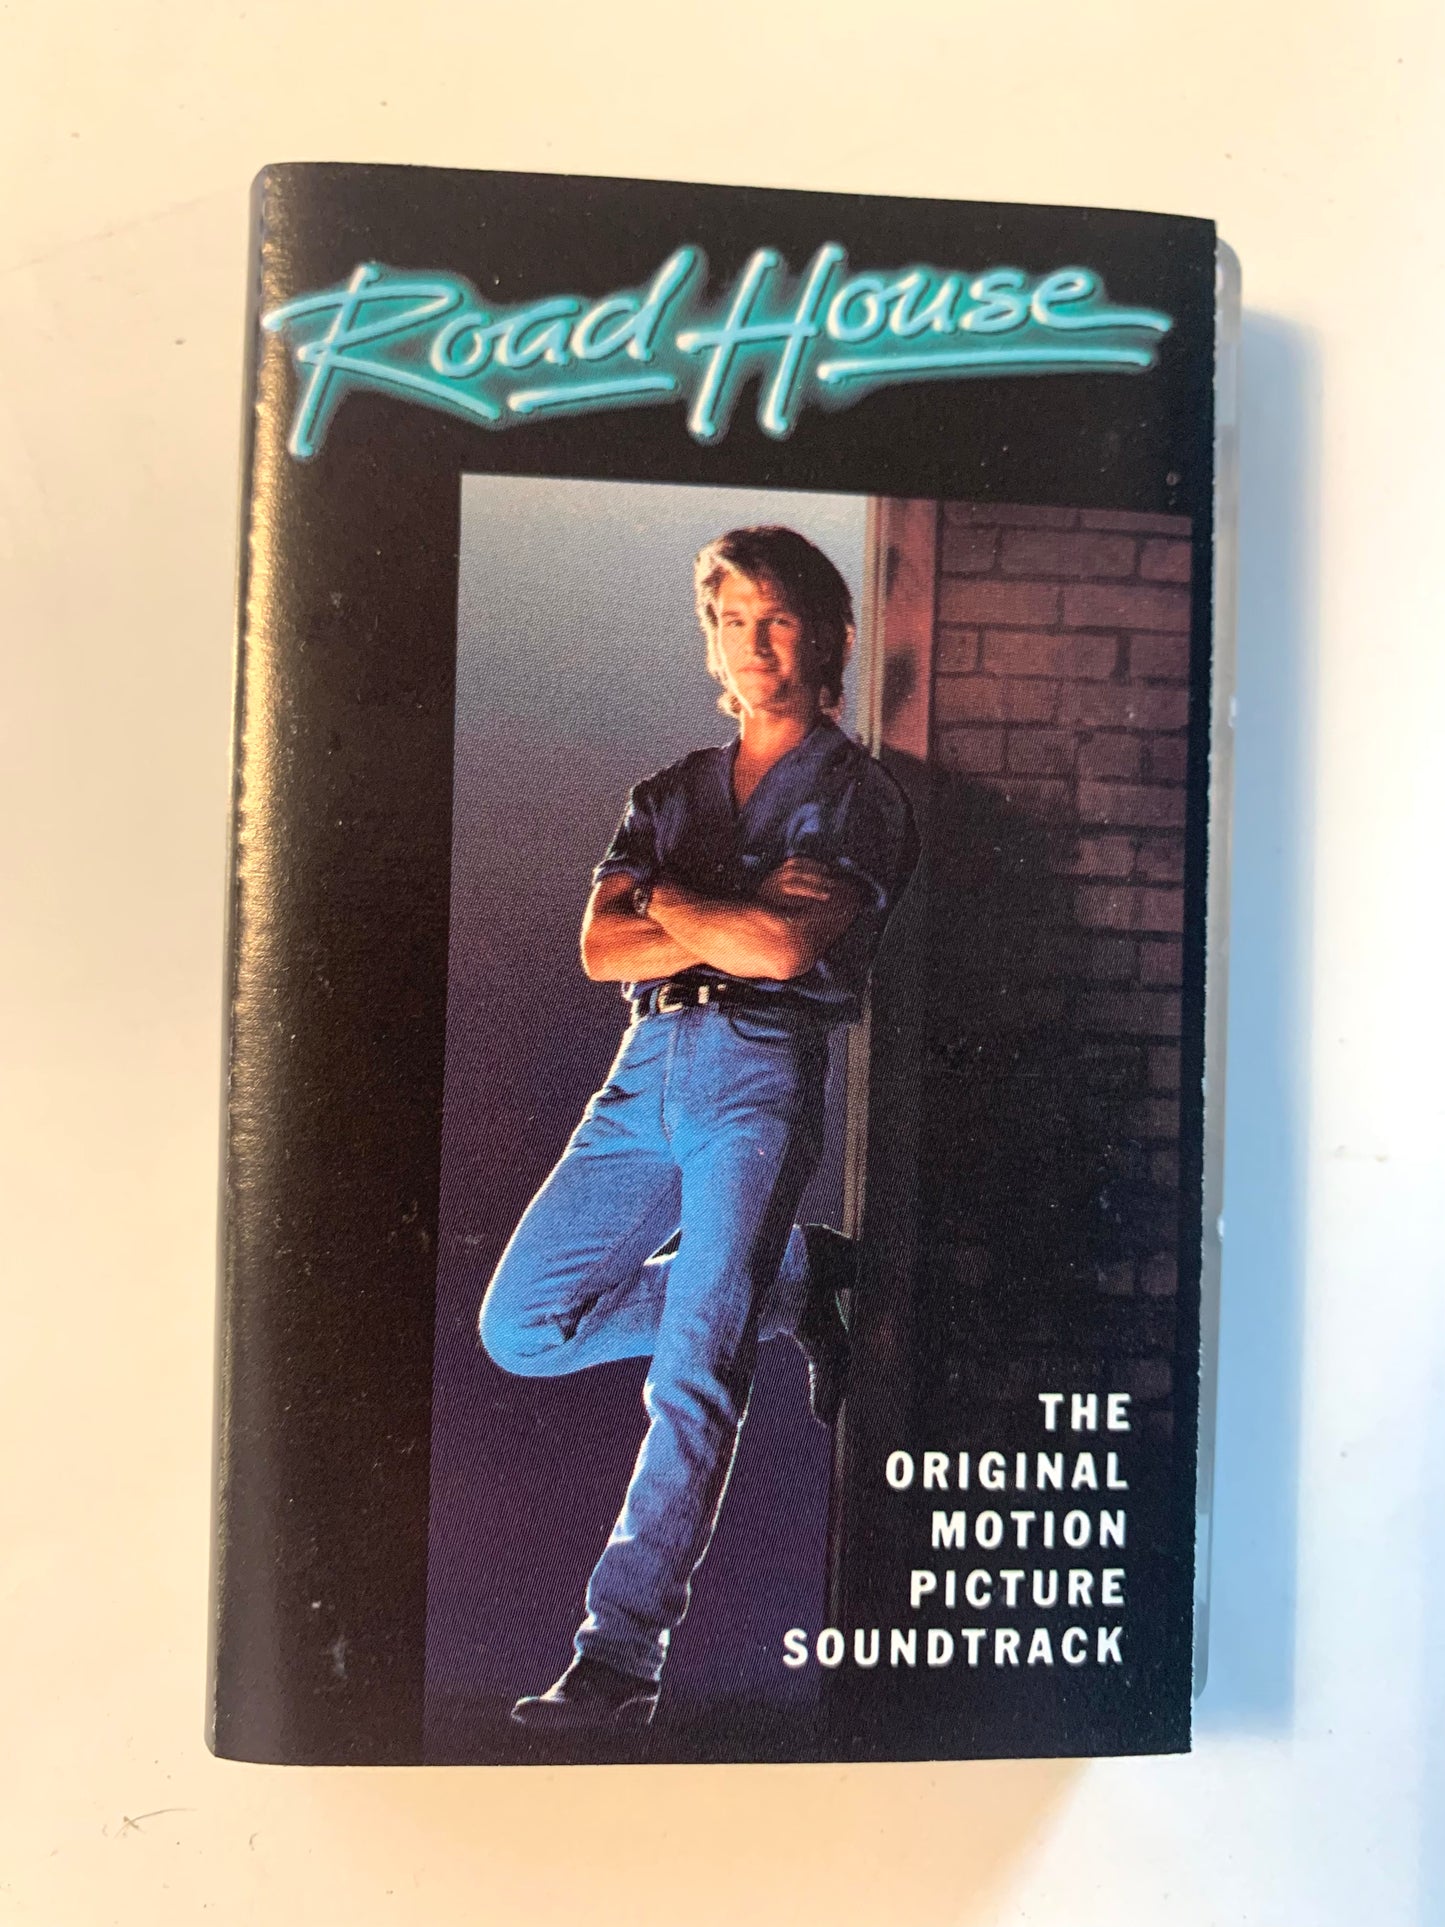 Road House
THE
ORIGINAL
MOTION
PICTURE
SOUNDTRACK